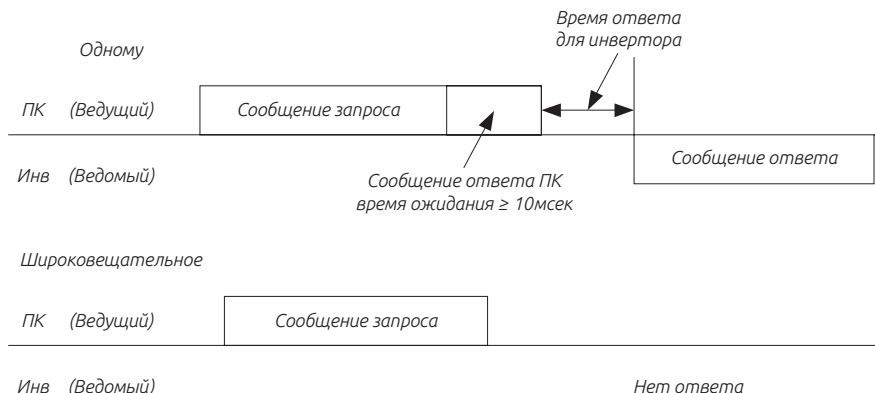 Время ответа
для инвертора
Одному
ПК (Ведущий) Сообщение запроса
Инв (Ведомый) Сообщение ответа
Сообщение ответа ПК
время ожидания ≥ 10мсек
Широковещательное
ПК (Ведущий) Сообщение запроса
Инв (Ведомый) Нет ответа